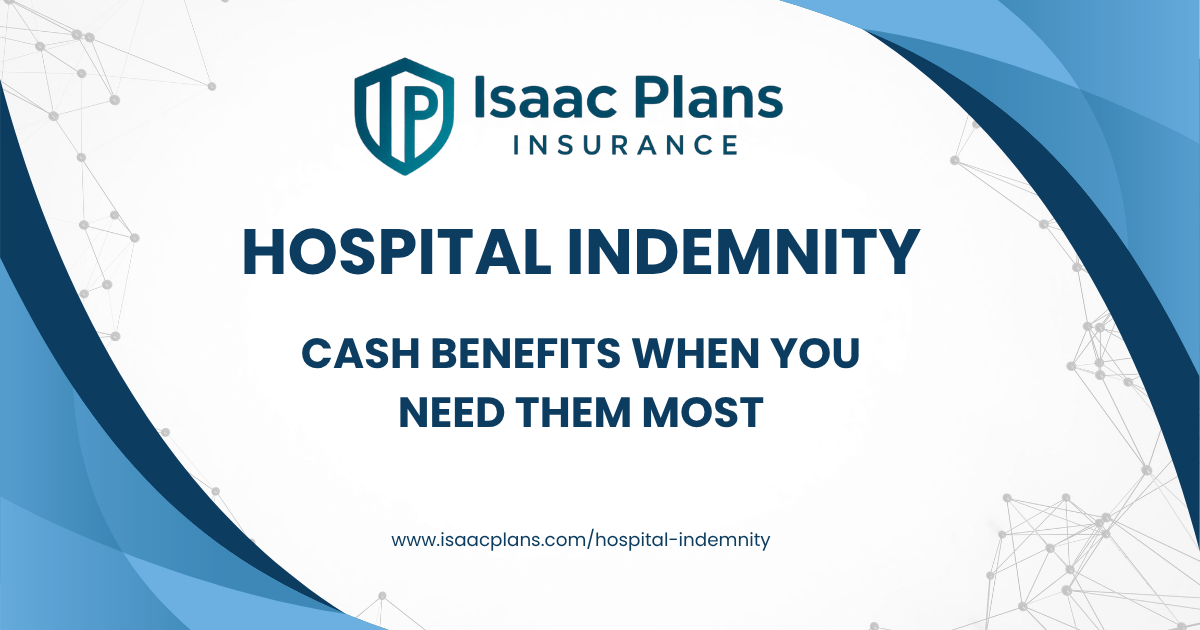 IP
Isaac Plans
INSURANCE
HOSPITAL INDEMNITY
CASH BENEFITS WHEN YOU
NEED THEM MOST
www.isaacplans.com/hospital-indemnity